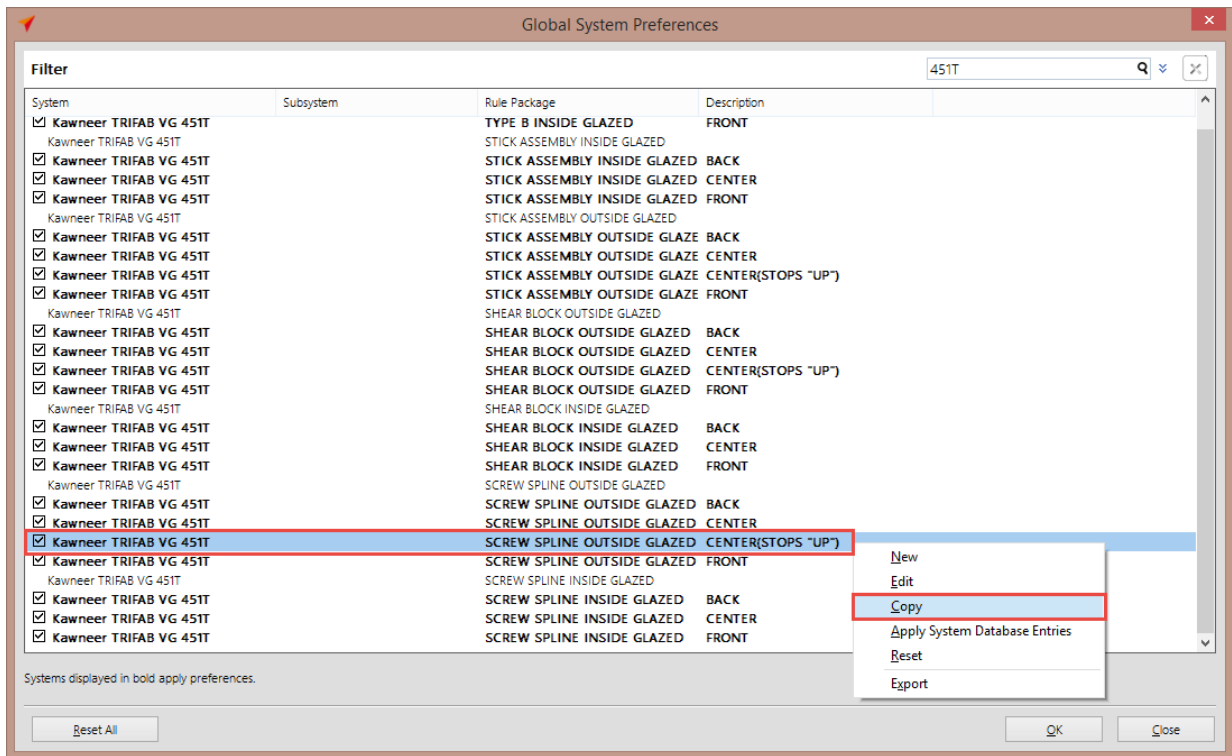 Global System Preferences
Filter 451T
System Subsystem Rule Package Description
Kawneer TRIFAB VG 451T TYPE B INSIDE GLAZED FRONT
Kawneer TRIFAB VG 451T STICK ASSEMBLY INSIDE GLAZED
Kawneer TRIFAB VG 451T STICK ASSEMBLY INSIDE GLAZED BACK
Kawneer TRIFAB VG 451T STICK ASSEMBLY INSIDE GLAZED CENTER
Kawneer TRIFAB VG 451T STICK ASSEMBLY INSIDE GLAZED FRONT
Kawneer TRIFAB VG 451T STICK ASSEMBLY OUTSIDE GLAZED
Kawneer TRIFAB VG 451T STICK ASSEMBLY OUTSIDE GLAZE BACK
Kawneer TRIFAB VG 451T STICK ASSEMBLY OUTSIDE GLAZE CENTER
Kawneer TRIFAB VG 451T STICK ASSEMBLY OUTSIDE GLAZE CENTER(STOPS "UP")
Kawneer TRIFAB VG 451T STICK ASSEMBLY OUTSIDE GLAZE FRONT
Kawneer TRIFAB VG 451T SHEAR BLOCK OUTSIDE GLAZED
Kawneer TRIFAB VG 451T SHEAR BLOCK OUTSIDE GLAZED BACK
Kawneer TRIFAB VG 451T SHEAR BLOCK OUTSIDE GLAZED CENTER
Kawneer TRIFAB VG 451T SHEAR BLOCK OUTSIDE GLAZED CENTER(STOPS "UP")
Kawneer TRIFAB VG 451T SHEAR BLOCK OUTSIDE GLAZED FRONT
Kawneer TRIFAB VG 451T SHEAR BLOCK INSIDE GLAZED
Kawneer TRIFAB VG 451T SHEAR BLOCK INSIDE GLAZED BACK
Kawneer TRIFAB VG 451T SHEAR BLOCK INSIDE GLAZED CENTER
Kawneer TRIFAB VG 451T SHEAR BLOCK INSIDE GLAZED FRONT
Kawneer TRIFAB VG 451T SCREW SPLINE OUTSIDE GLAZED
Kawneer TRIFAB VG 451T SCREW SPLINE OUTSIDE GLAZED BACK
Kawneer TRIFAB VG 451T SCREW SPLINE OUTSIDE GLAZED CENTER
Kawneer TRIFAB VG 451T SCREW SPLINE OUTSIDE GLAZED CENTER(STOPS "UP")
Kawneer TRIFAB VG 451T SCREW SPLINE OUTSIDE GLAZED FRONT
Kawneer TRIFAB VG 451T SCREW SPLINE INSIDE GLAZED
Kawneer TRIFAB VG 451T SCREW SPLINE INSIDE GLAZED BACK
Kawneer TRIFAB VG 451T SCREW SPLINE INSIDE GLAZED CENTER
Kawneer TRIFAB VG 451T SCREW SPLINE INSIDE GLAZED FRONT
New
Edit
Copy
Apply System Database Entries
Reset
Export
Systems displayed in bold apply preferences.
Reset All OK Close